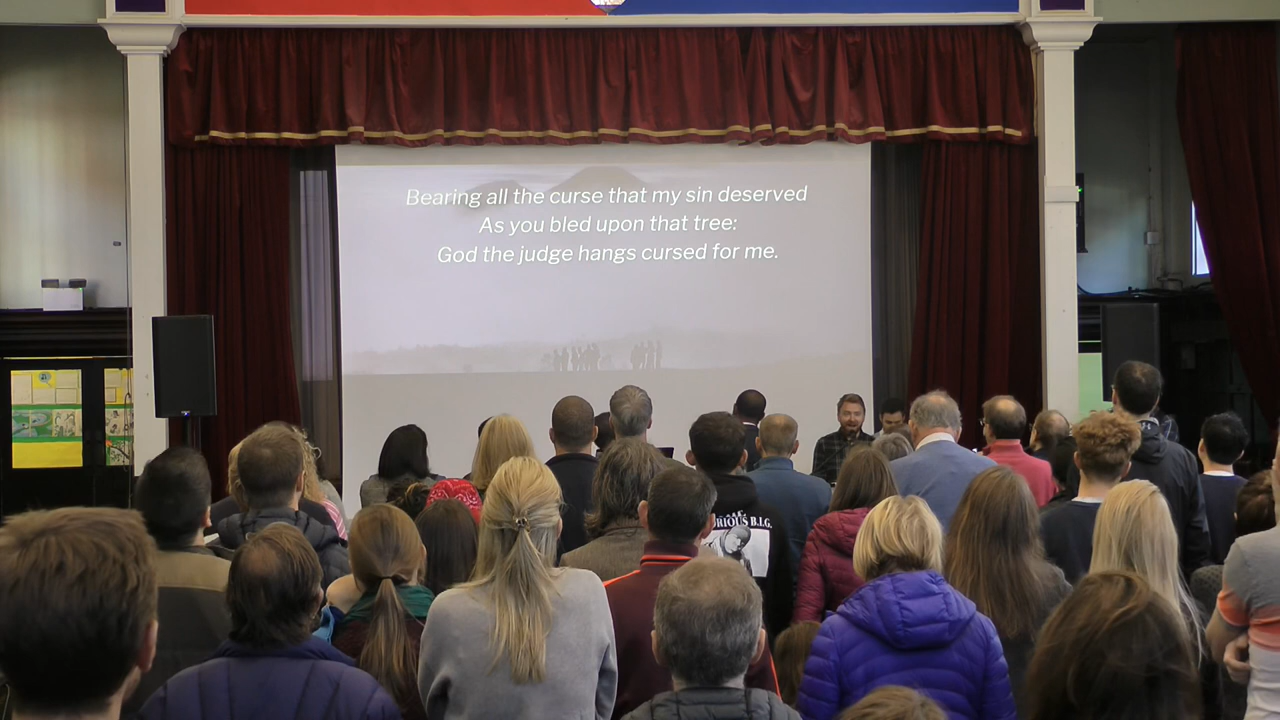 Bearing all the curse that my sin deserved
As you bled upon that tree:
God the judge hangs cursed for me.
B.I.G.